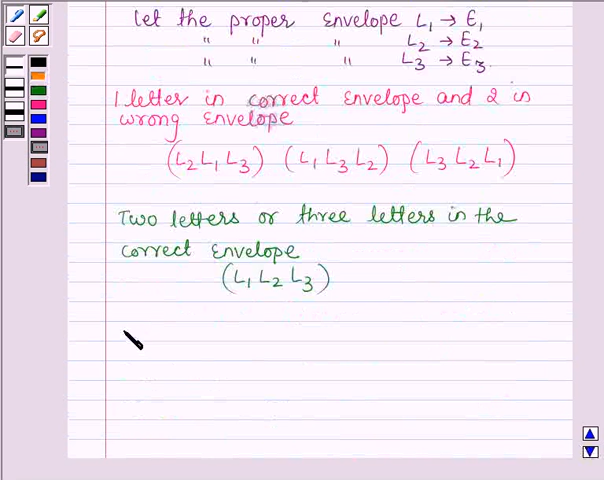 Let the proper Envelope L₁ → E₁
" " " L₂ → E₂
" " " L₃ → E₃.
1 letter in correct Envelope and 2 in
wrong Envelope
(L₂ L₁ L₃) (L₁ L₃ L₂) (L₃ L₂ L₁)
Two letters or three letters in the
correct Envelope
(L₁ L₂ L₃)